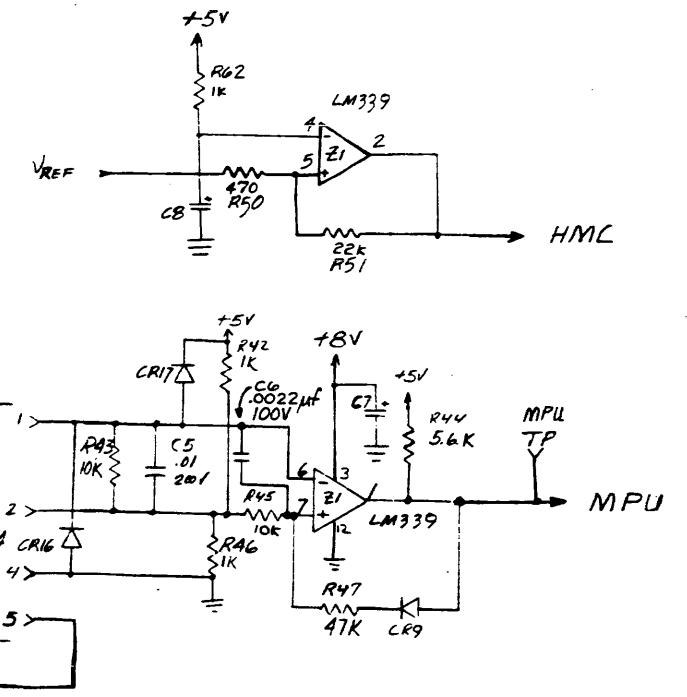 +5V
R62
1K
LM339
4 -
Z1
2
VREF
5 +
470
R50
C8 +
22K
R51
HMC
+5V
R42
1K
+8V
CR17
C6
.0022μf
100V
+5V
C7 +
R44
5.6K
MPU
TP
1
R43
10K
C5
.01
200V
6 -
3
Z1
1
MPU
2
R45
10K
7 +
12
LM339
CR16
R46
1K
4
R47
47K
CR9
5